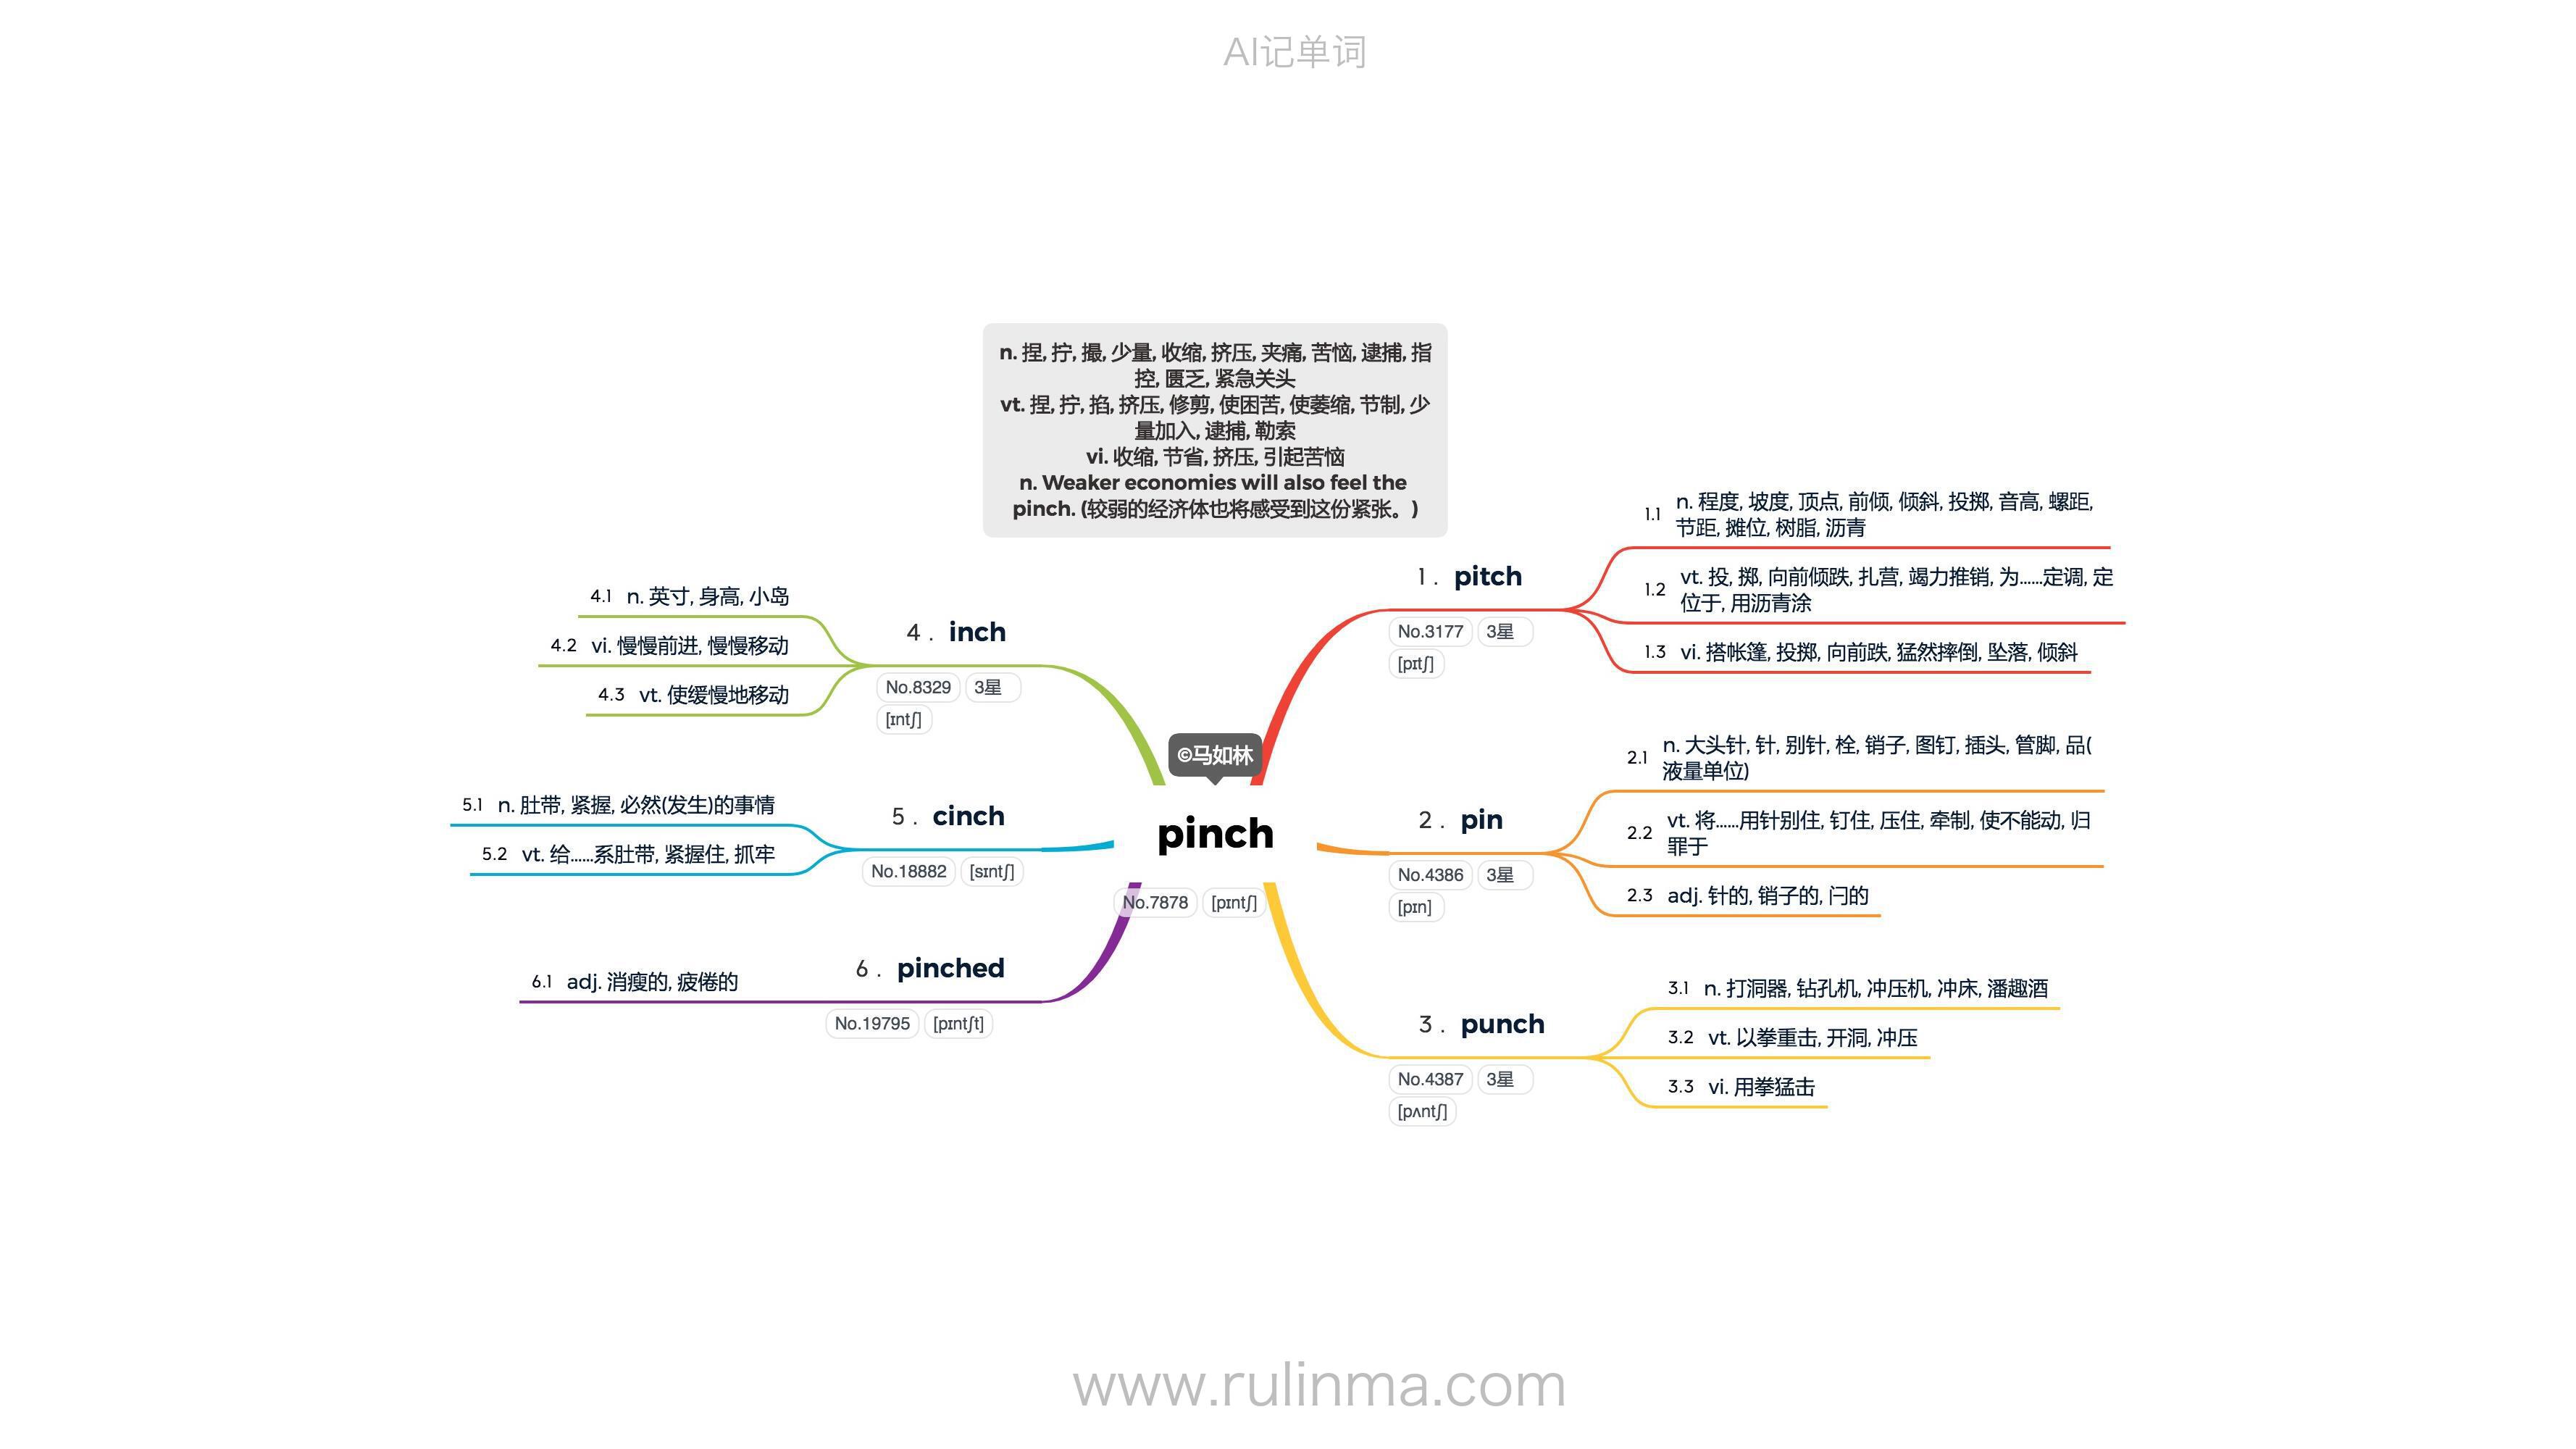 AI记单词
n. 捏, 拧, 撮, 少量, 收缩, 挤压, 夹痛, 苦恼, 逮捕, 指
控, 匮乏, 紧急关头
vt. 捏, 拧, 掐, 挤压, 修剪, 使困苦, 使萎缩, 节制, 少
量加入, 逮捕, 勒索
vi. 收缩, 节省, 挤压, 引起苦恼
n. Weaker economies will also feel the
pinch. (较弱的经济体也将感受到这份紧张。)
©马如林
pinch
No.7878 [pɪntʃ]
1. pitch
No.3177 3星
[pɪtʃ]
1.1 n. 程度, 坡度, 顶点, 前倾, 倾斜, 投掷, 音高, 螺距,
节距, 摊位, 树脂, 沥青
1.2 vt. 投, 掷, 向前倾跌, 扎营, 竭力推销, 为......定调, 定
位于, 用沥青涂
1.3 vi. 搭帐篷, 投掷, 向前跌, 猛然摔倒, 坠落, 倾斜
2. pin
No.4386 3星
[pɪn]
2.1 n. 大头针, 针, 别针, 栓, 销子, 图钉, 插头, 管脚, 品(
液量单位)
2.2 vt. 将......用针别住, 钉住, 压住, 牵制, 使不能动, 归
罪于
2.3 adj. 针的, 销子的, 闩的
3. punch
No.4387 3星
[pʌntʃ]
3.1 n. 打洞器, 钻孔机, 冲压机, 冲床, 潘趣酒
3.2 vt. 以拳重击, 开洞, 冲压
3.3 vi. 用拳猛击
4. inch
No.8329 3星
[ɪntʃ]
4.1 n. 英寸, 身高, 小岛
4.2 vi. 慢慢前进, 慢慢移动
4.3 vt. 使缓慢地移动
5. cinch
No.18882 [sɪntʃ]
5.1 n. 肚带, 紧握, 必然(发生)的事情
5.2 vt. 给......系肚带, 紧握住, 抓牢
6. pinched
No.19795 [pɪntʃt]
6.1 adj. 消瘦的, 疲倦的
www.rulinma.com